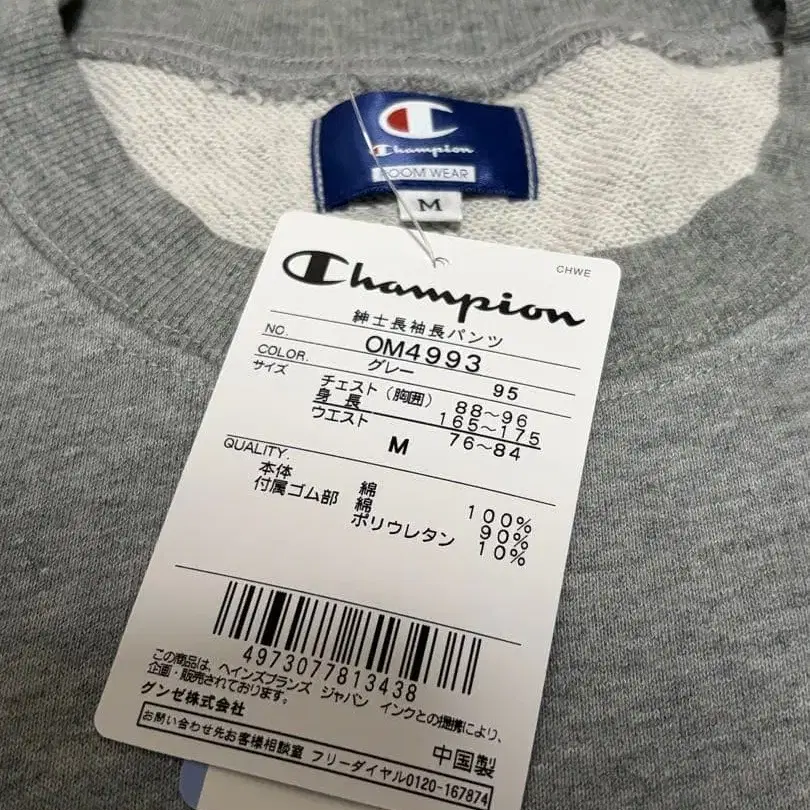 Champion
ROOM WEAR
M
CHWE
Champion
紳士長袖長パンツ
NO. OM4993
COLOR. グレー 95
サイズ
チェスト（胸囲） 88～96
身長 165～175
ウエスト 76～84
M
QUALITY.
本体 綿 100%
付属ゴム部 綿 90%
ポリウレタン 10%
4973077813438
この商品は、ヘインズブランズ ジャパン インクとの提携により、
企画・販売されております。
グンゼ株式会社
中国製
お問い合わせ先お客様相談室 フリーダイヤル0120-167874